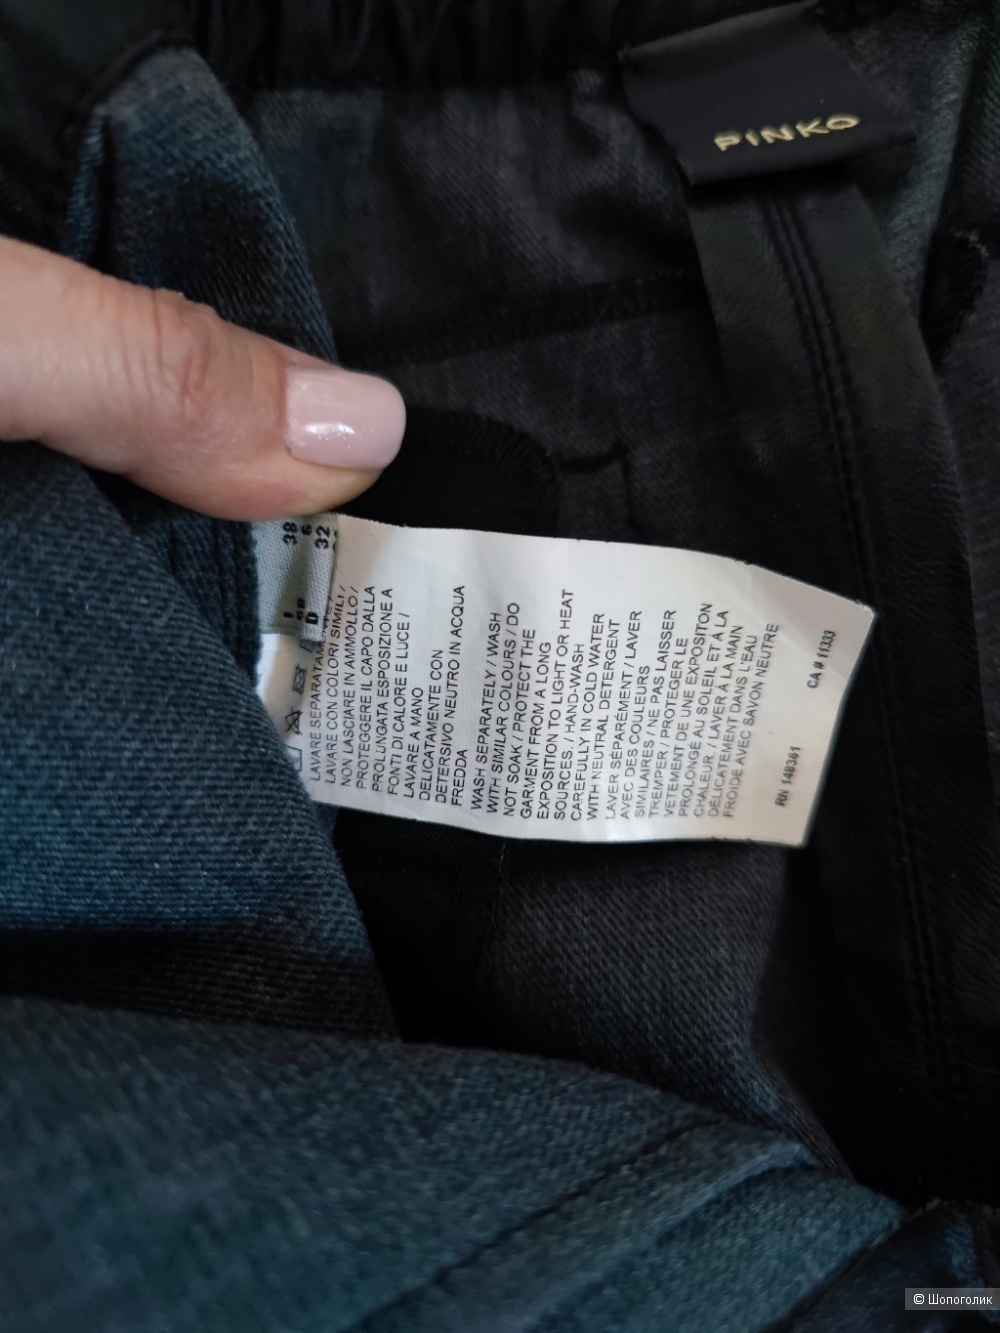 PINKO
38
6
32
I
GB
D
LAVARE SEPARATAMENTE /
LAVARE CON COLORI SIMILI /
NON LASCIARE IN AMMOLLO /
PROTEGGERE IL CAPO DALLA
PROLUNGATA ESPOSIZIONE A
FONTI DI CALORE E LUCE /
LAVARE A MANO
DELICATAMENTE CON
DETERSIVO NEUTRO IN ACQUA
FREDDA
WASH SEPARATELY / WASH
WITH SIMILAR COLOURS / DO
NOT SOAK / PROTECT THE
GARMENT FROM A LONG
EXPOSITION TO LIGHT OR HEAT
SOURCES. / HAND-WASH
CAREFULLY IN COLD WATER
WITH NEUTRAL DETERGENT
LAVER SÉPARÉMENT / LAVER
AVEC DES COULEURS
SIMILAIRES / NE PAS LAISSER
TREMPER / PROTEGER LE
VETEMENT DE UNE EXPOSITON
PROLONGÉ AU SOLEIL ET À LA
CHALEUR / LAVER À LA MAIN
DÉLICATEMENT DANS L'EAU
FROIDE AVEC SAVON NEUTRE
RN 148361 CA # 11333
© Шопоголик